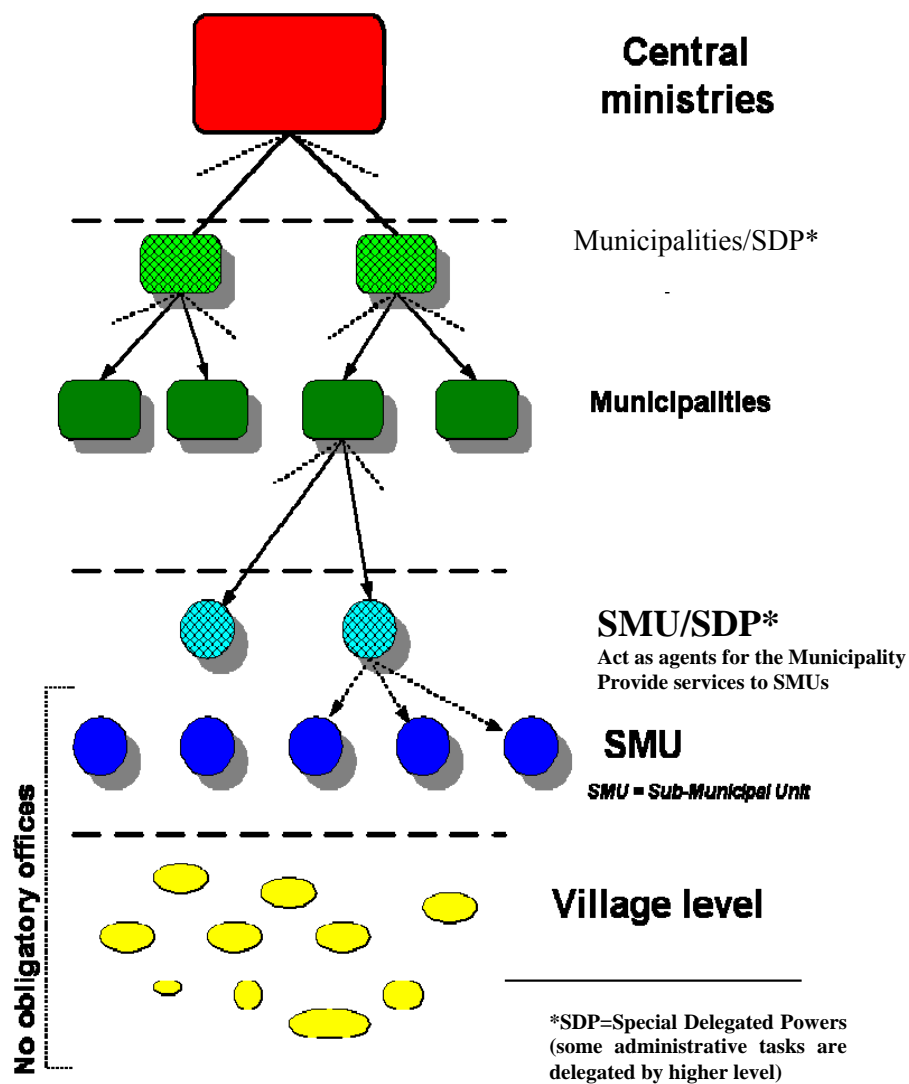 Central
ministries
Municipalities/SDP*
-
Municipalities
SMU/SDP*
Act as agents for the Municipality
Provide services to SMUs
SMU
SMU = Sub-Municipal Unit
No obligatory offices
Village level
*SDP=Special Delegated Powers
(some administrative tasks are
delegated by higher level)